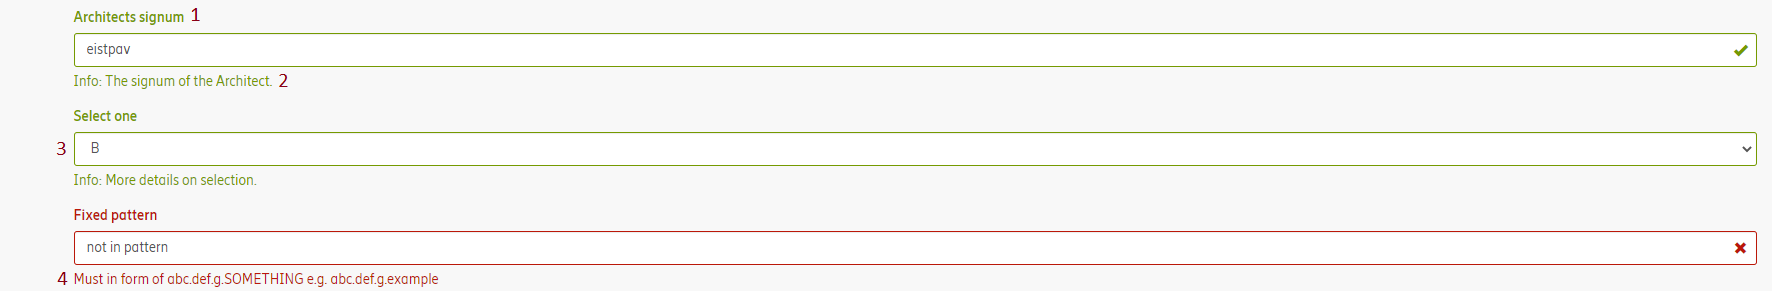 Architects signum 1
eistpav
Info: The signum of the Architect. 2
Select one
3 B
Info: More details on selection.
Fixed pattern
not in pattern
4 Must in form of abc.def.g.SOMETHING e.g. abc.def.g.example